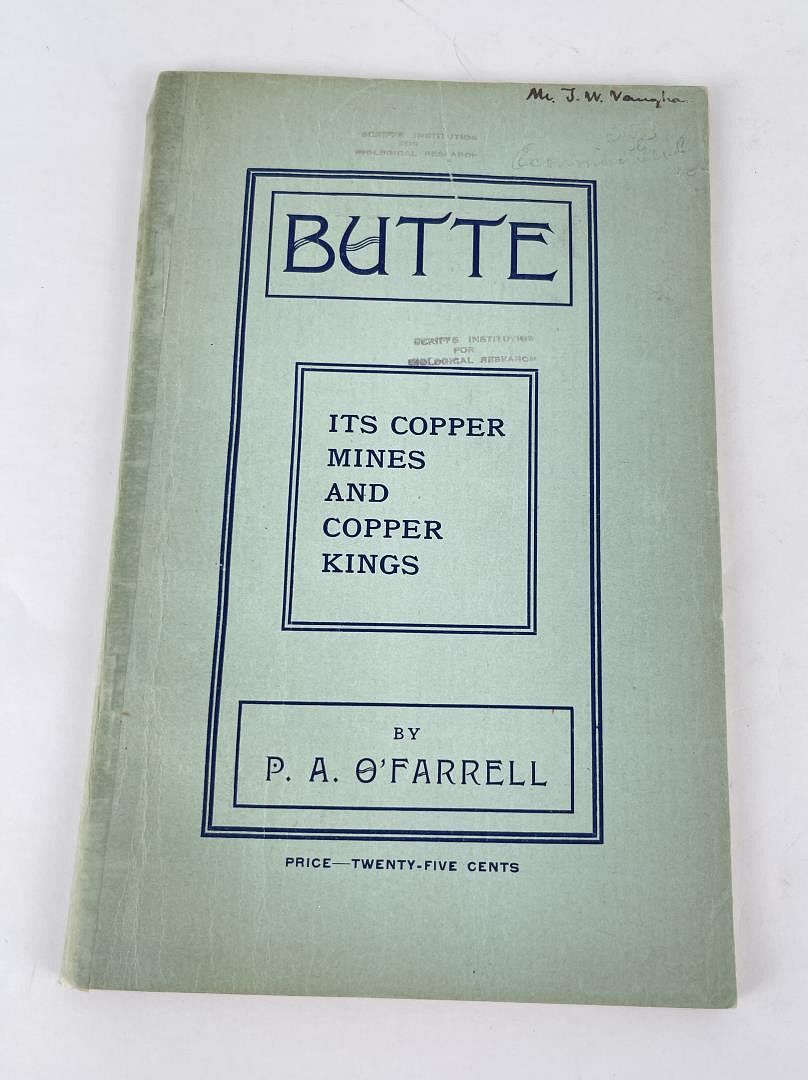 Mr. T. W. Vaughan
SCRIPPS INSTITUTION
FOR
BIOLOGICAL RESEARCH
BUTTE
SCRIPPS INSTITUTION
FOR
BIOLOGICAL RESEARCH
ITS COPPER
MINES
AND
COPPER
KINGS
BY
P. A. O'FARRELL
PRICE—TWENTY-FIVE CENTS